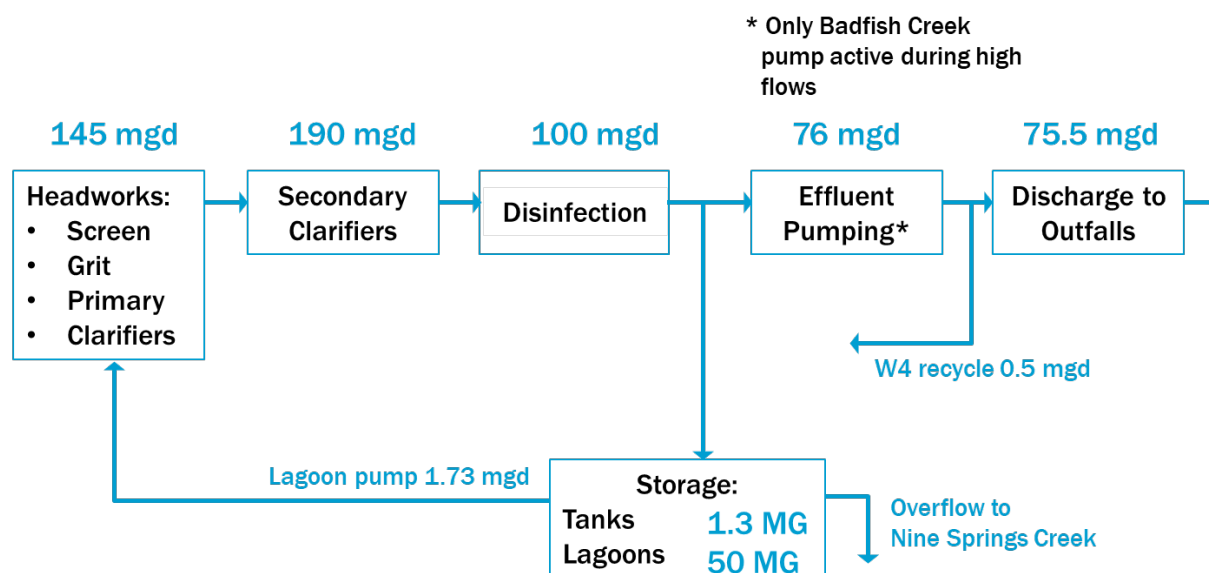 * Only Badfish Creek
pump active during high
flows
145 mgd
190 mgd
100 mgd
76 mgd
75.5 mgd
Headworks:
• Screen
• Grit
• Primary
• Clarifiers
Secondary
Clarifiers
Disinfection
Effluent
Pumping*
Discharge to
Outfalls
W4 recycle 0.5 mgd
Lagoon pump 1.73 mgd
Storage:
Tanks 1.3 MG
Lagoons 50 MG
Overflow to
Nine Springs Creek